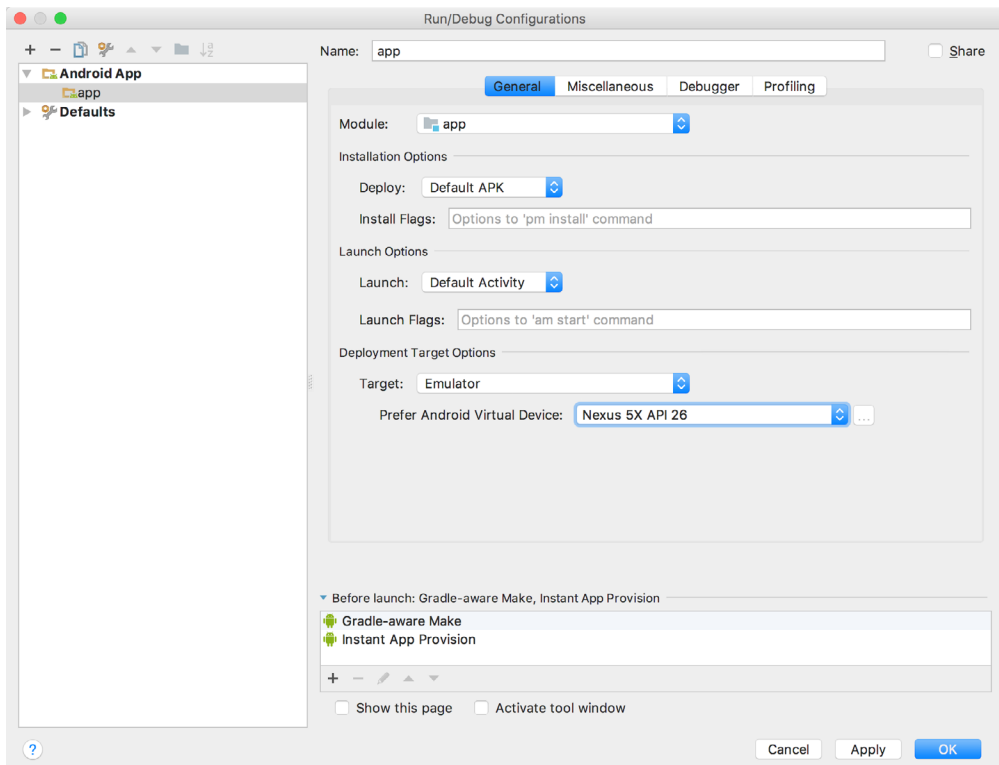 Run/Debug Configurations
Android App
app
Defaults
Name: app
Share
General Miscellaneous Debugger Profiling
Module: app
Installation Options
Deploy: Default APK
Install Flags: Options to 'pm install' command
Launch Options
Launch: Default Activity
Launch Flags: Options to 'am start' command
Deployment Target Options
Target: Emulator
Prefer Android Virtual Device: Nexus 5X API 26 ...
Before launch: Gradle-aware Make, Instant App Provision
Gradle-aware Make
Instant App Provision
Show this page Activate tool window
? Cancel Apply OK